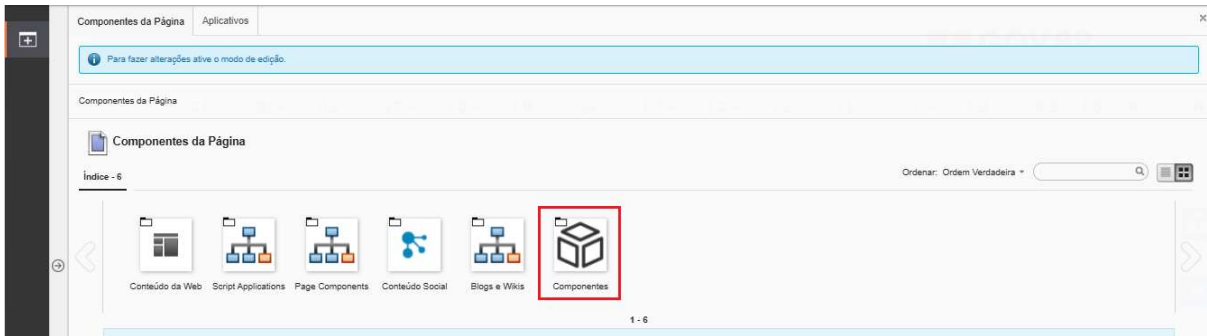 Componentes da Página Aplicativos
Para fazer alterações ative o modo de edição.
Componentes da Página
Componentes da Página
Índice - 6
Ordenar: Ordem Verdadeira
Conteúdo da Web Script Applications Page Components Conteúdo Social Blogs e Wikis Componentes
1 - 6